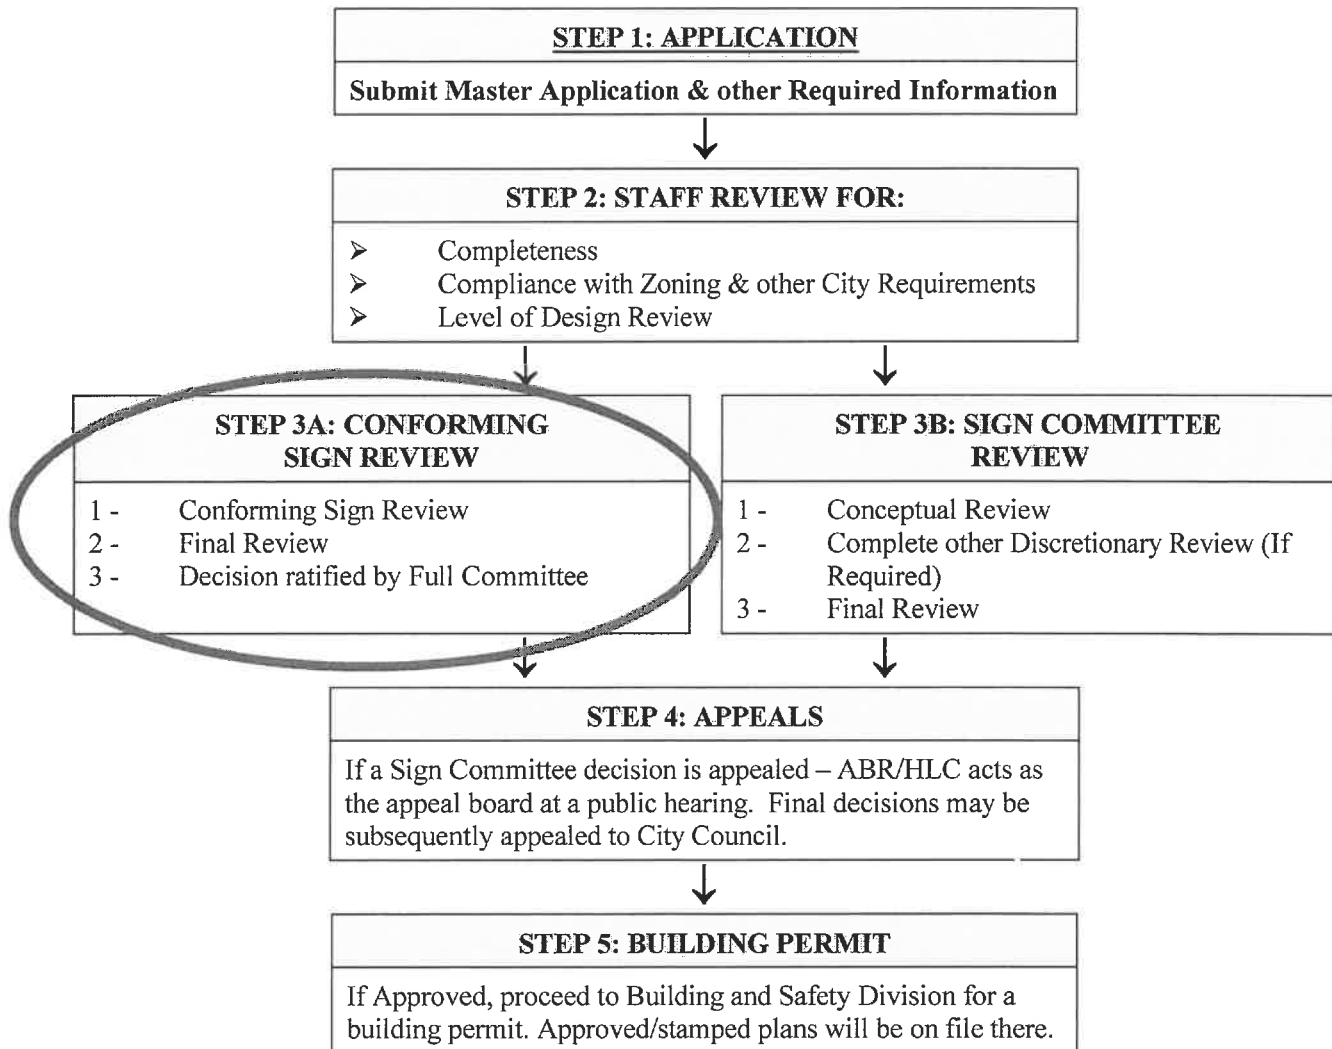 STEP 1: APPLICATION
Submit Master Application & other Required Information
STEP 2: STAFF REVIEW FOR:
➢ Completeness
➢ Compliance with Zoning & other City Requirements
➢ Level of Design Review
STEP 3A: CONFORMING
SIGN REVIEW
1 - Conforming Sign Review
2 - Final Review
3 - Decision ratified by Full Committee
STEP 3B: SIGN COMMITTEE
REVIEW
1 - Conceptual Review
2 - Complete other Discretionary Review (If
Required)
3 - Final Review
STEP 4: APPEALS
If a Sign Committee decision is appealed – ABR/HLC acts as
the appeal board at a public hearing. Final decisions may be
subsequently appealed to City Council.
STEP 5: BUILDING PERMIT
If Approved, proceed to Building and Safety Division for a
building permit. Approved/stamped plans will be on file there.